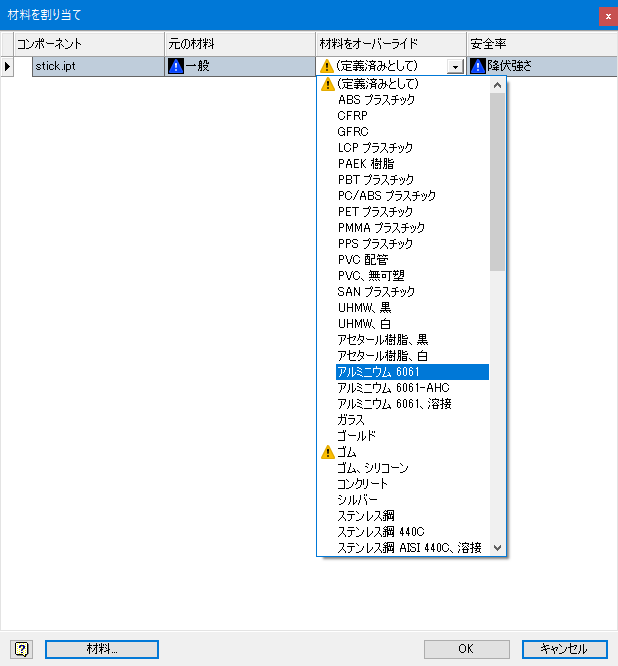 材料を割り当て
コンポーネント 元の材料 材料をオーバーライド 安全率
stick.ipt 一般 (定義済みとして) 降伏強さ
(定義済みとして)
ABS プラスチック
CFRP
GFRC
LCP プラスチック
PAEK 樹脂
PBT プラスチック
PC/ABS プラスチック
PET プラスチック
PMMA プラスチック
PPS プラスチック
PVC 配管
PVC、無可塑
SAN プラスチック
UHMW、黒
UHMW、白
アセタール樹脂、黒
アセタール樹脂、白
アルミニウム 6061
アルミニウム 6061-AHC
アルミニウム 6061、溶接
ガラス
ゴールド
ゴム
ゴム、シリコーン
コンクリート
シルバー
ステンレス鋼
ステンレス鋼 440C
ステンレス鋼 AISI 440C、溶接
材料... OK キャンセル